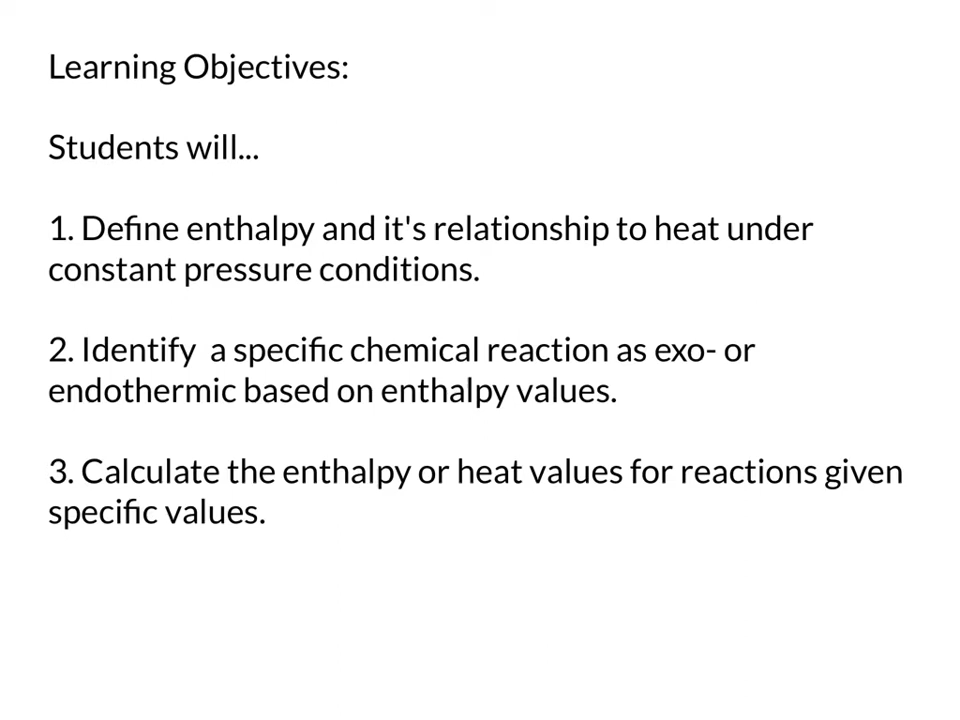 Learning Objectives:
Students will...
1. Define enthalpy and it's relationship to heat under
constant pressure conditions.
2. Identify  a specific chemical reaction as exo- or
endothermic based on enthalpy values.
3. Calculate the enthalpy or heat values for reactions given
specific values.